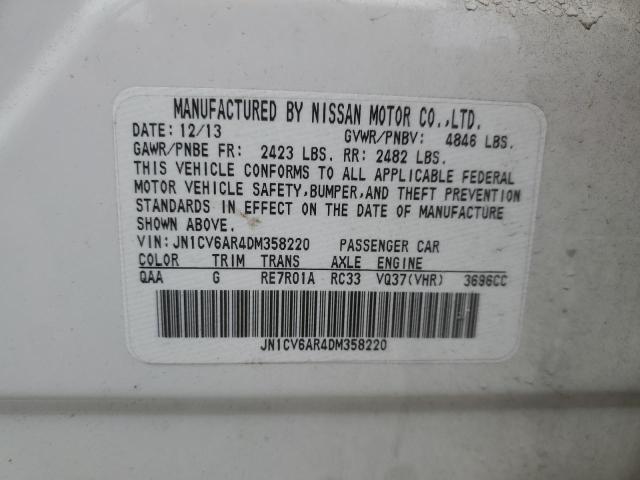 MANUFACTURED BY NISSAN MOTOR CO.,LTD.
DATE: 12/13 GVWR/PNBV: 4846 LBS.
GAWR/PNBE FR: 2423 LBS. RR: 2482 LBS.
THIS VEHICLE CONFORMS TO ALL APPLICABLE FEDERAL
MOTOR VEHICLE SAFETY,BUMPER,AND THEFT PREVENTION
STANDARDS IN EFFECT ON THE DATE OF MANUFACTURE
SHOWN ABOVE.
VIN: JN1CV6AR4DM358220 PASSENGER CAR
COLOR TRIM TRANS AXLE ENGINE
QAA G RE7R01A RC33 VQ37(VHR) 3696CC
JN1CV6AR4DM358220